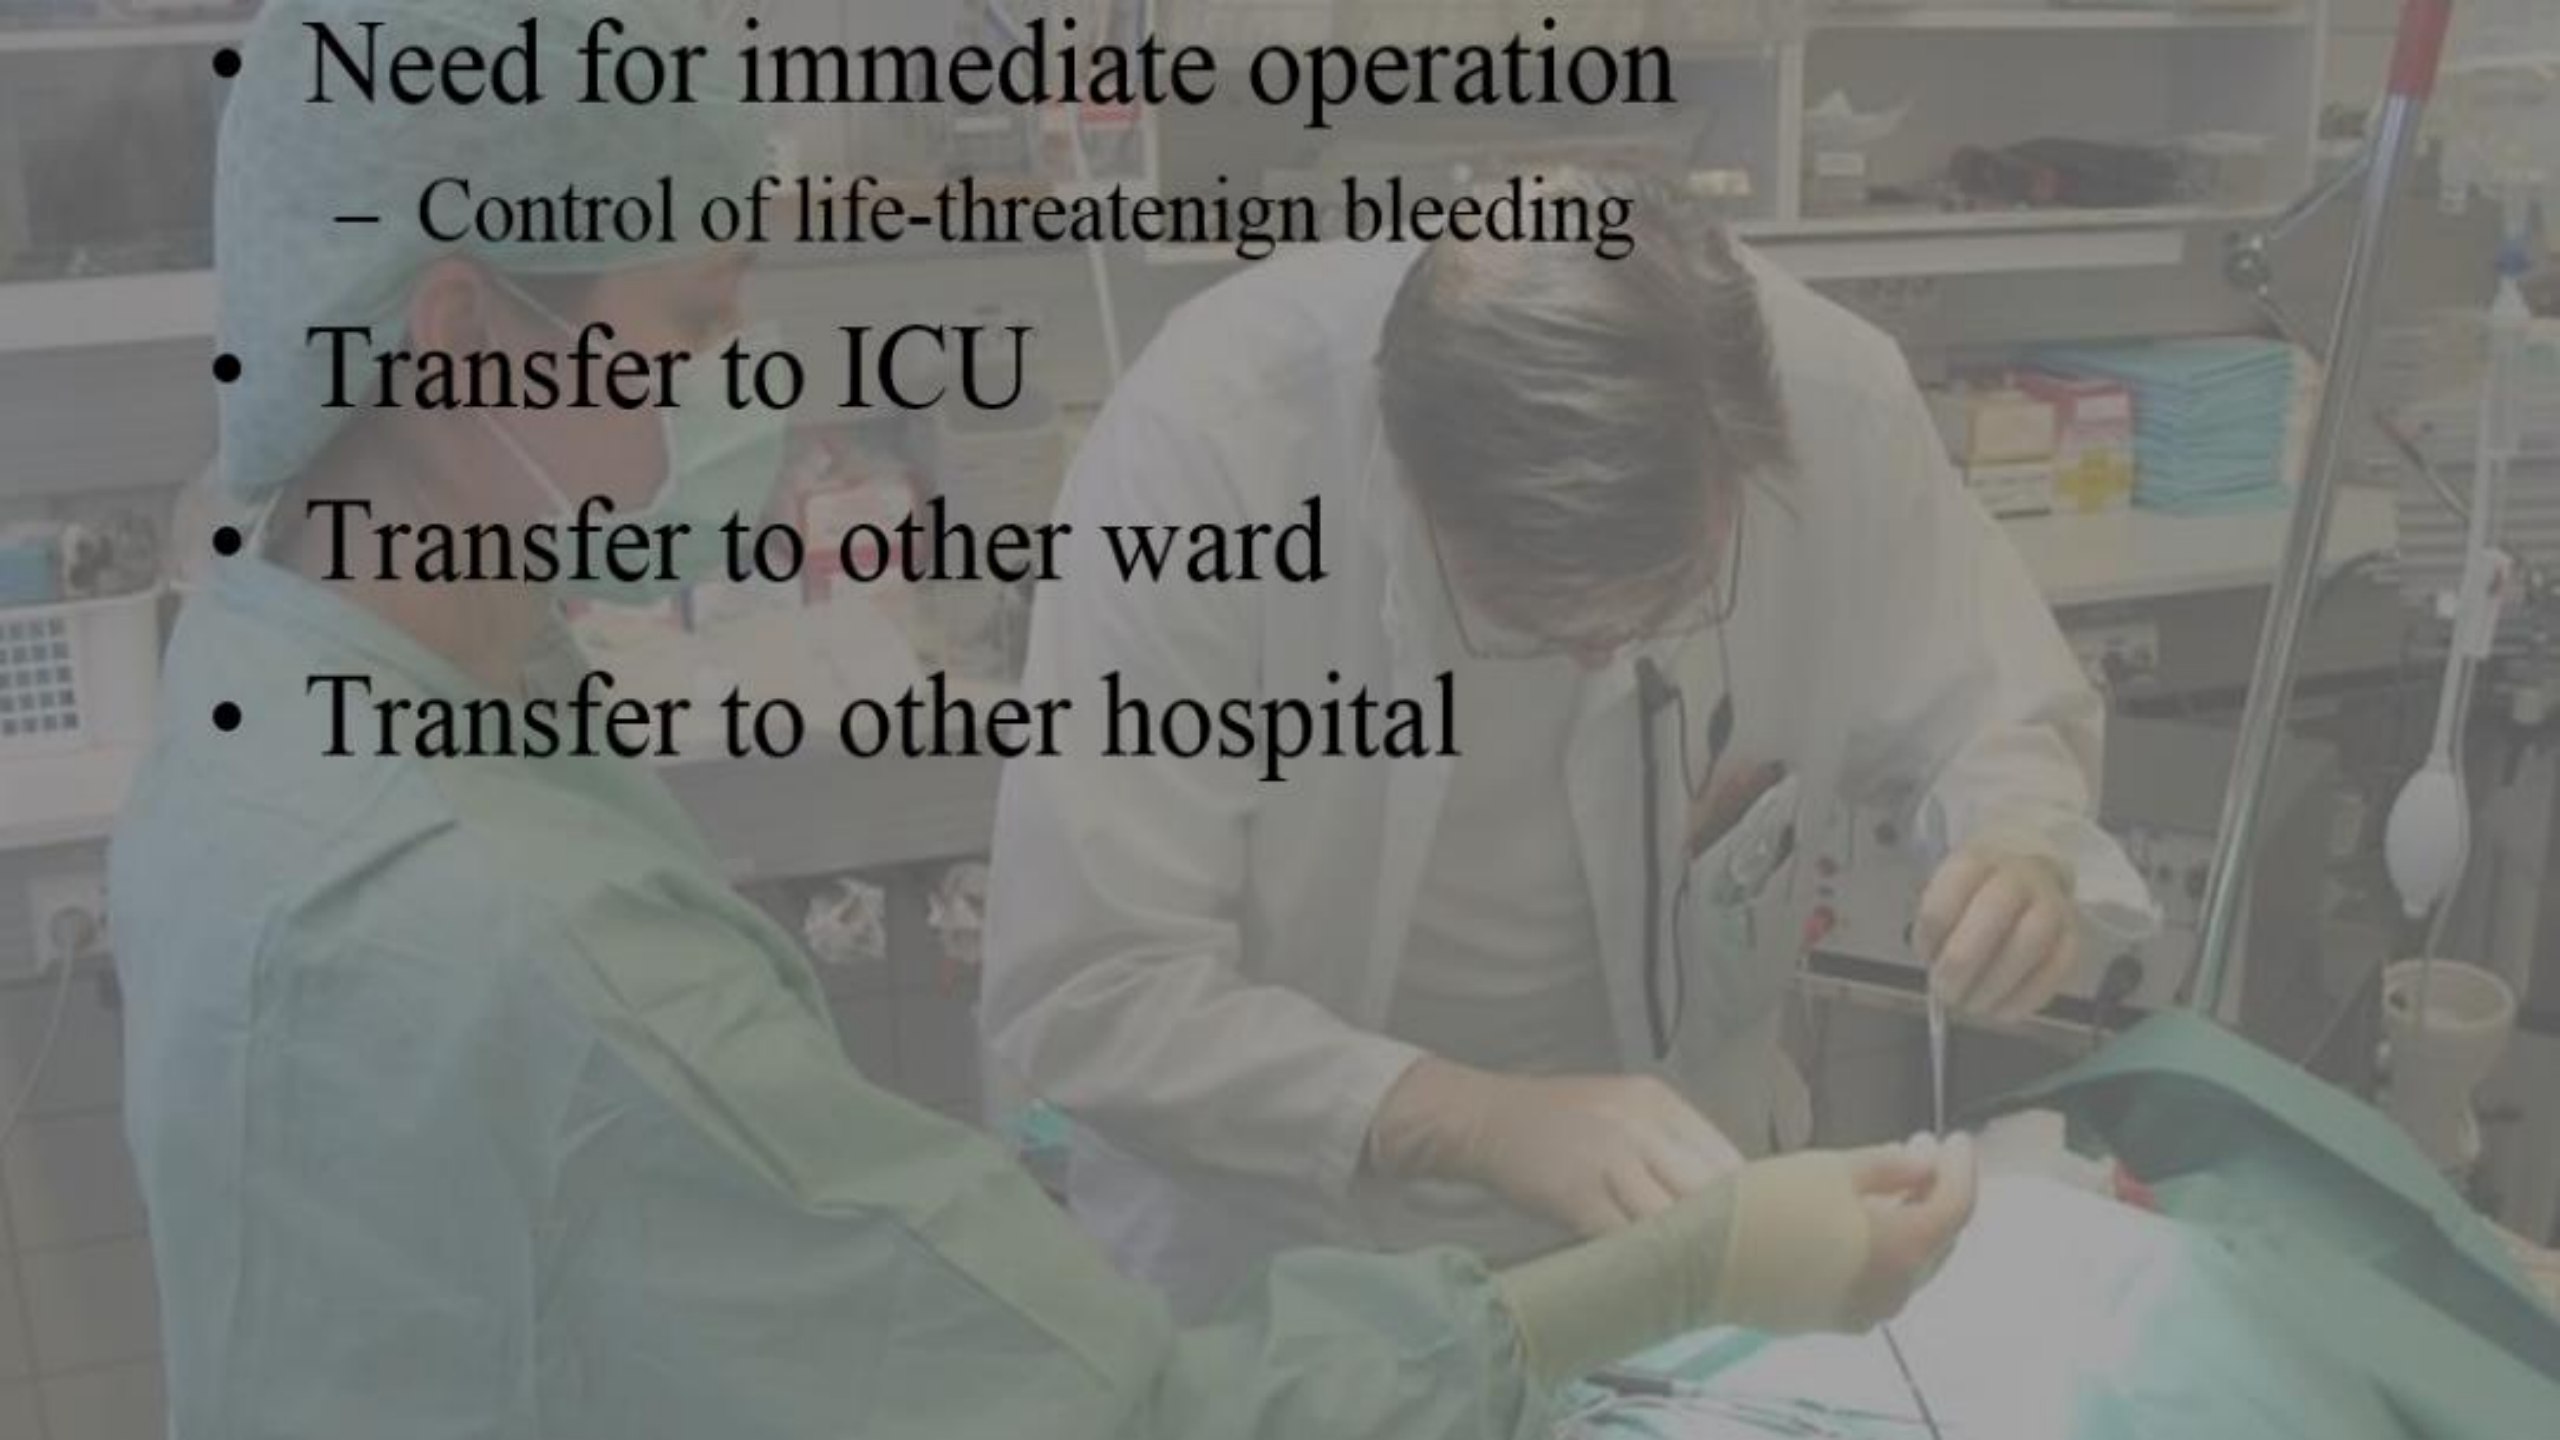 • Need for immediate operation
– Control of life-threatenign bleeding
• Transfer to ICU
• Transfer to other ward
• Transfer to other hospital